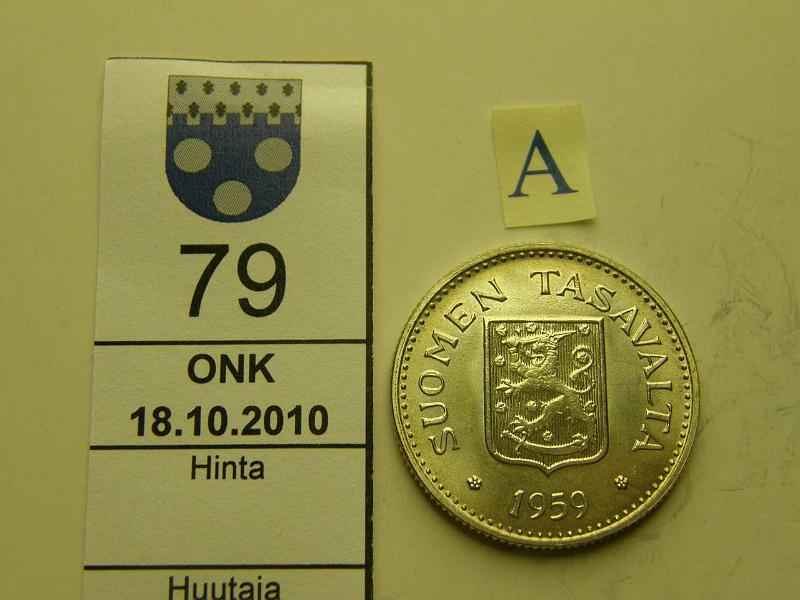 79
ONK
18.10.2010
Hinta
Huutaja
A
SUOMEN TASAVALTA
1959